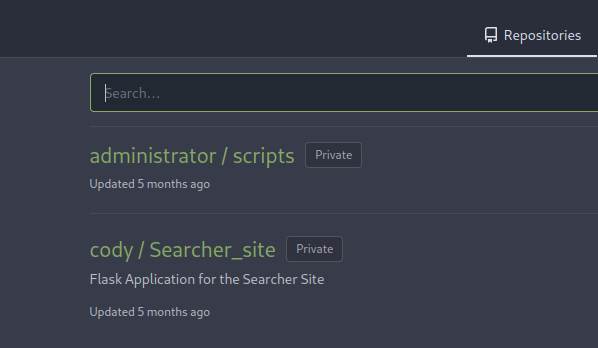 Repositories
Search...
administrator / scripts Private
Updated 5 months ago
cody / Searcher_site Private
Flask Application for the Searcher Site
Updated 5 months ago